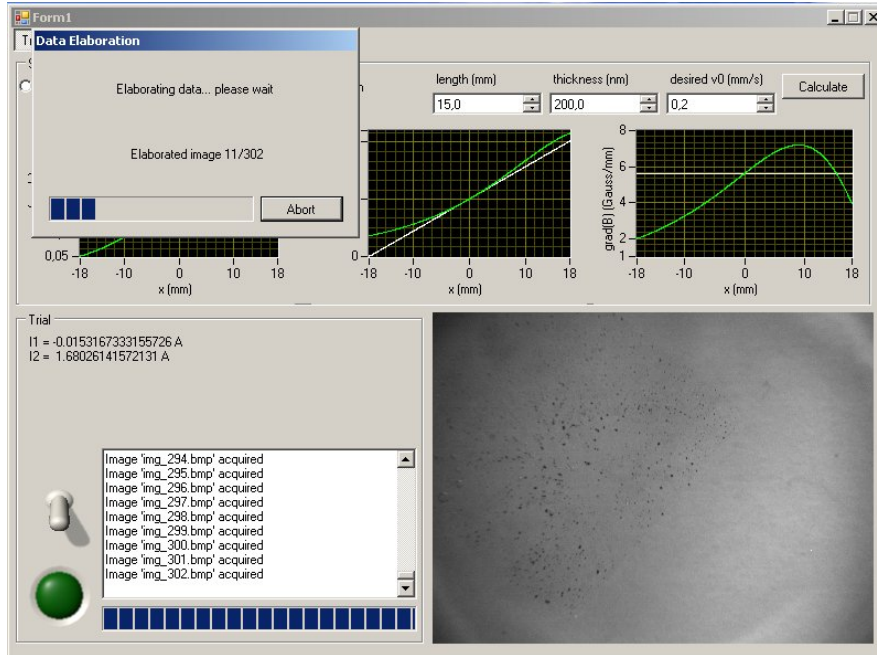 Form1
Data Elaboration
Elaborating data... please wait
Elaborated image 11/302
Abort
length (mm)
thickness (nm)
desired v0 (mm/s)
15,0
200,0
0,2
Calculate
0,05
-18 -10 0 10 18
x (mm)
0
-18 -10 0 10 18
x (mm)
grad(B) (Gauss/mm)
8
6
4
2
1
-18 -10 0 10 18
x (mm)
Trial
I1 = -0.0153167333155726 A
I2 = 1.68026141572131 A
Image 'img_294.bmp' acquired
Image 'img_295.bmp' acquired
Image 'img_296.bmp' acquired
Image 'img_297.bmp' acquired
Image 'img_298.bmp' acquired
Image 'img_299.bmp' acquired
Image 'img_300.bmp' acquired
Image 'img_301.bmp' acquired
Image 'img_302.bmp' acquired